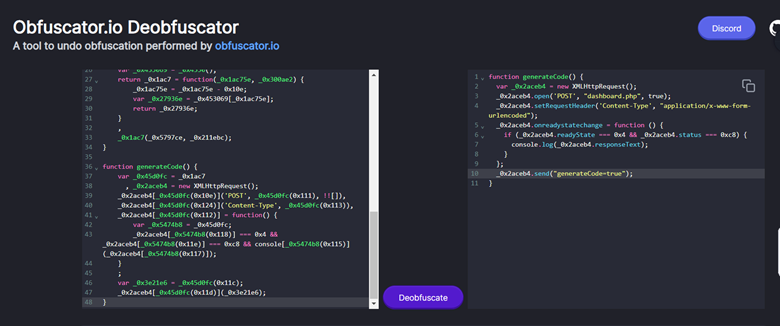 Obfuscator.io Deobfuscator
A tool to undo obfuscation performed by obfuscator.io
Discord
27 return _0x1ac7 = function(_0x1ac75e, _0x300ae2) {
28 _0x1ac75e = _0x1ac75e - 0x10e;
29 var _0x27936e = _0x453069[_0x1ac75e];
30 return _0x27936e;
31 }
32 ,
33 _0x1ac7(_0x5797ce, _0x211ebc);
34 }
35
36 function generateCode() {
37 var _0x45d0fc = _0x1ac7
38 , _0x2aceb4 = new XMLHttpRequest();
39 _0x2aceb4[_0x45d0fc(0x10e)]('POST', _0x45d0fc(0x111), !![]),
40 _0x2aceb4[_0x45d0fc(0x124)]('Content-Type', _0x45d0fc(0x113)),
41 _0x2aceb4[_0x45d0fc(0x112)] = function() {
42 var _0x5474b8 = _0x45d0fc;
43 _0x2aceb4[_0x5474b8(0x118)] === 0x4 &&
_0x2aceb4[_0x5474b8(0x11e)] === 0xc8 && console[_0x5474b8(0x115)]
(_0x2aceb4[_0x5474b8(0x117)]);
44 }
45 ;
46 var _0x3e21e6 = _0x45d0fc(0x11c);
47 _0x2aceb4[_0x45d0fc(0x11d)](_0x3e21e6);
48 }
Deobfuscate
1 function generateCode() {
2 var _0x2aceb4 = new XMLHttpRequest();
3 _0x2aceb4.open('POST', "dashboard.php", true);
4 _0x2aceb4.setRequestHeader('Content-Type', "application/x-www-form-
urlencoded");
5 _0x2aceb4.onreadystatechange = function () {
6 if (_0x2aceb4.readyState === 0x4 && _0x2aceb4.status === 0xc8) {
7 console.log(_0x2aceb4.responseText);
8 }
9 };
10 _0x2aceb4.send("generateCode=true");
11 }